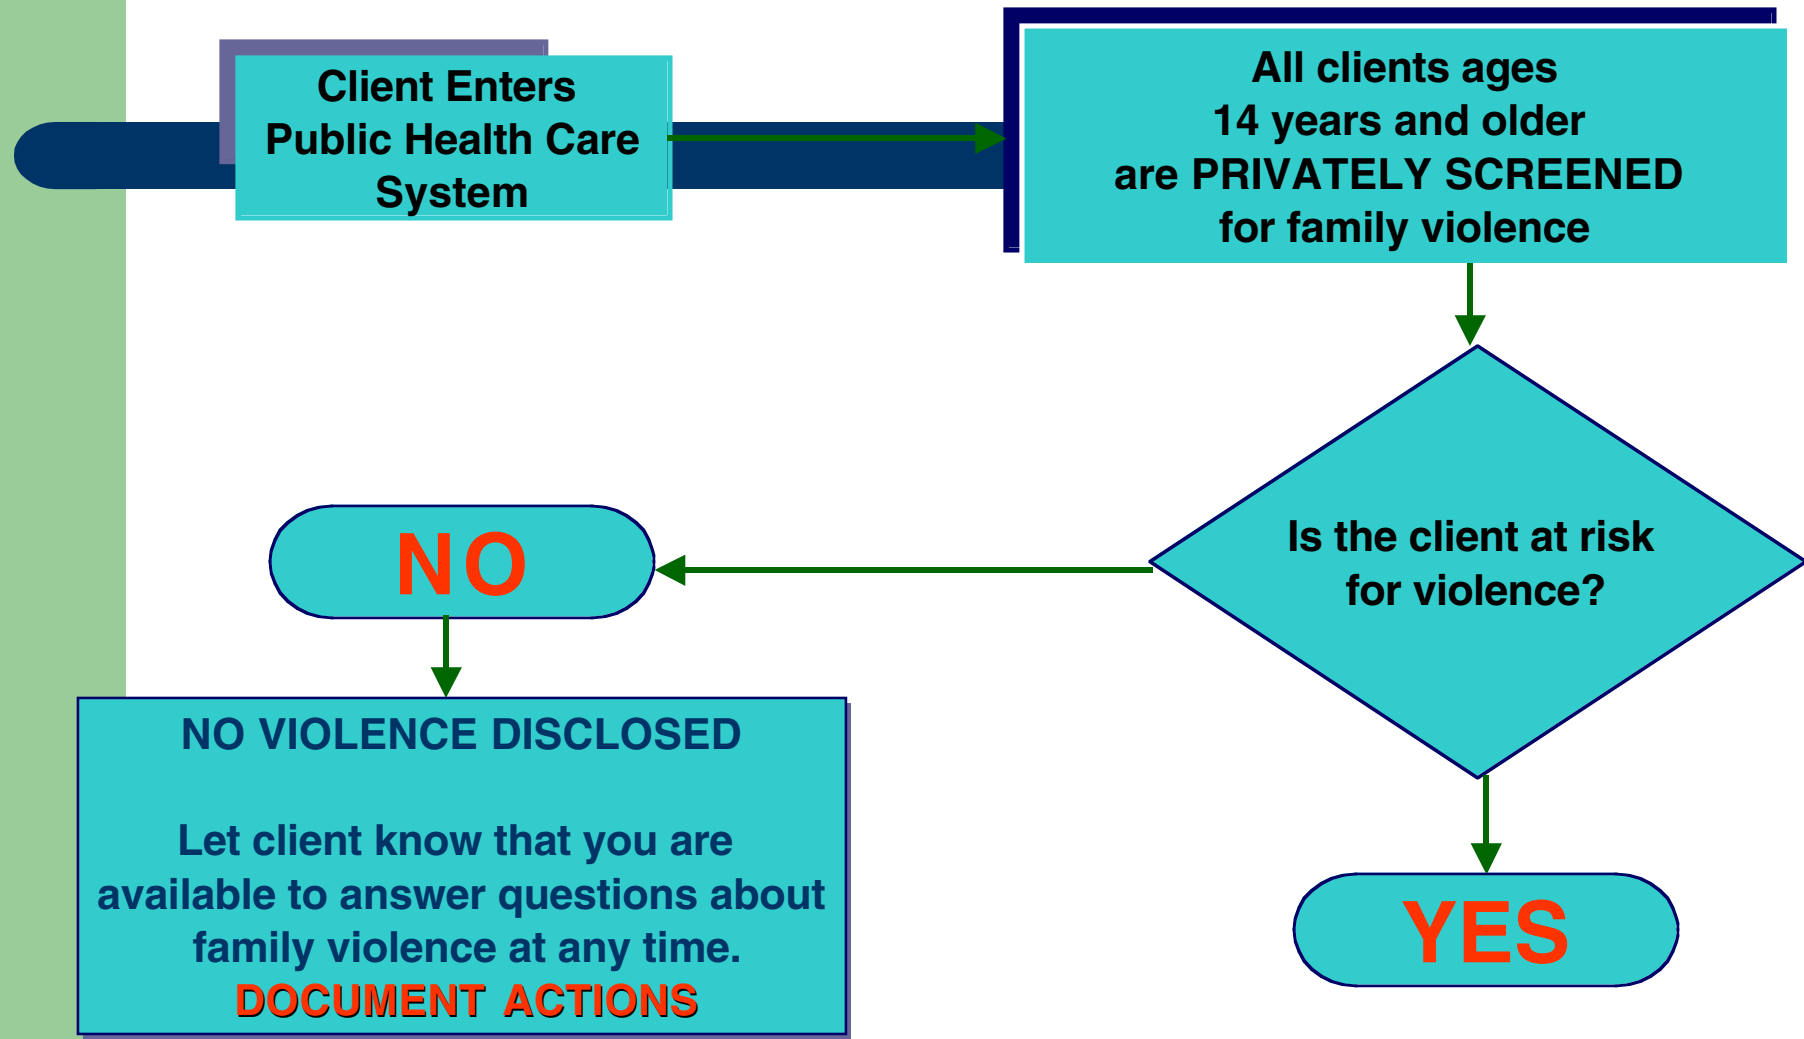 Client Enters
Public Health Care
System
All clients ages
14 years and older
are PRIVATELY SCREENED
for family violence
Is the client at risk
for violence?
NO
NO VIOLENCE DISCLOSED
Let client know that you are
available to answer questions about
family violence at any time.
DOCUMENT ACTIONS
YES